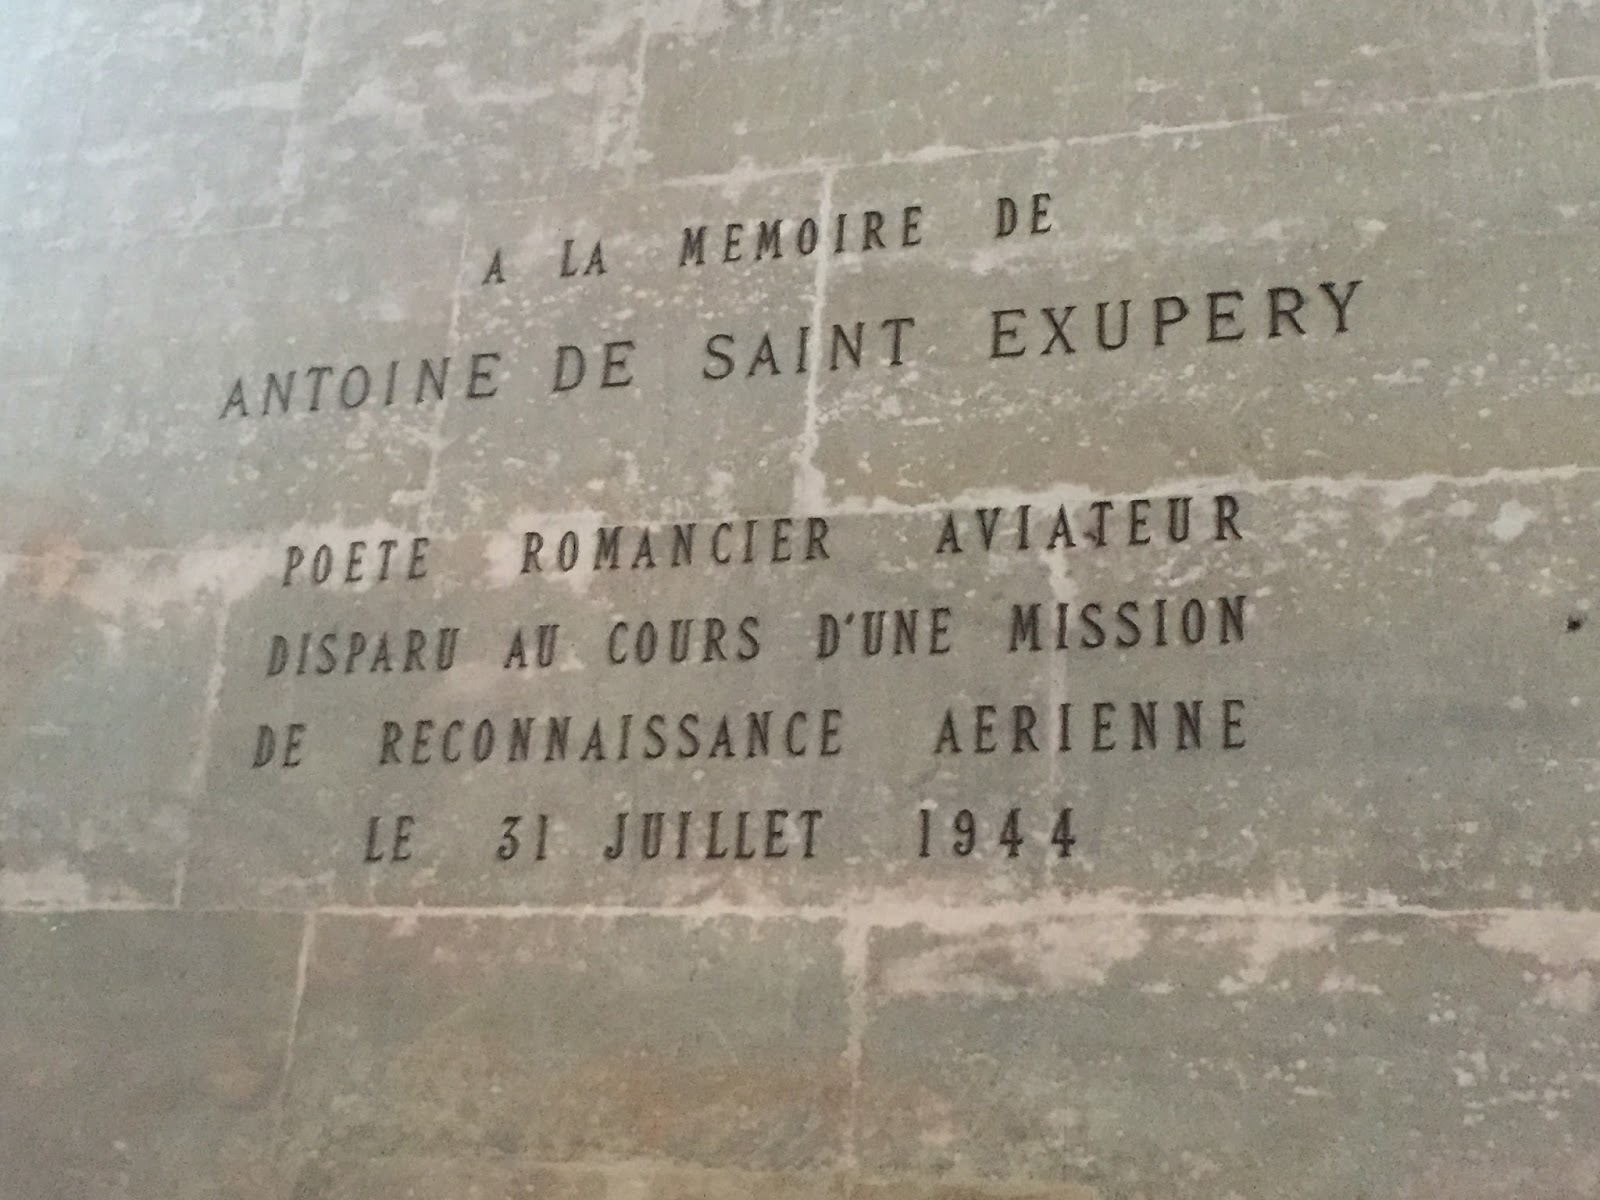 A LA MEMOIRE DE
ANTOINE DE SAINT EXUPERY
POETE ROMANCIER AVIATEUR
DISPARU AU COURS D'UNE MISSION
DE RECONNAISSANCE AERIENNE
LE 31 JUILLET 1944